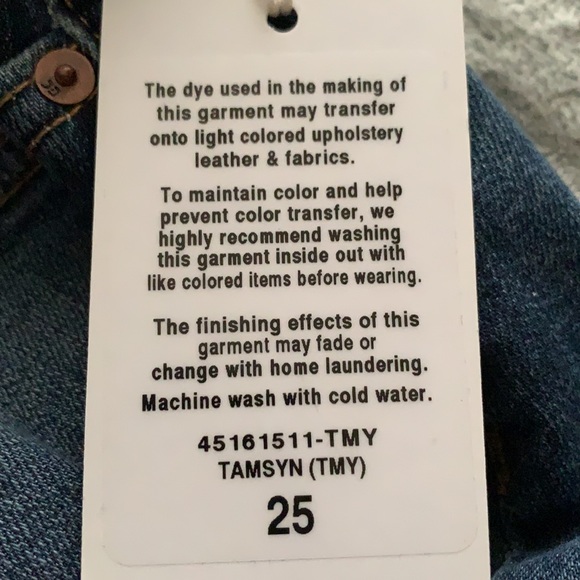 The dye used in the making of
this garment may transfer
onto light colored upholstery
leather & fabrics.
To maintain color and help
prevent color transfer, we
highly recommend washing
this garment inside out with
like colored items before wearing.
The finishing effects of this
garment may fade or
change with home laundering.
Machine wash with cold water.
45161511-TMY
TAMSYN (TMY)
25